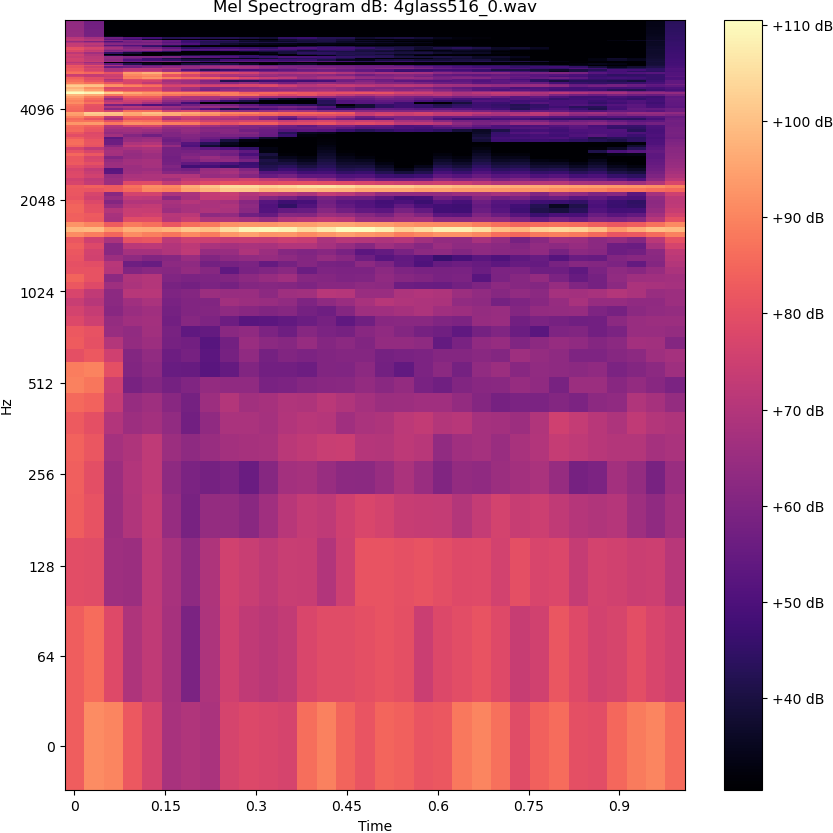 Mel Spectrogram dB: 4glass516_0.wav
+110 dB
4096
+100 dB
2048
+90 dB
1024
+80 dB
512
Hz
+70 dB
256
+60 dB
128
+50 dB
64
+40 dB
0
0 0.15 0.3 0.45 0.6 0.75 0.9
Time